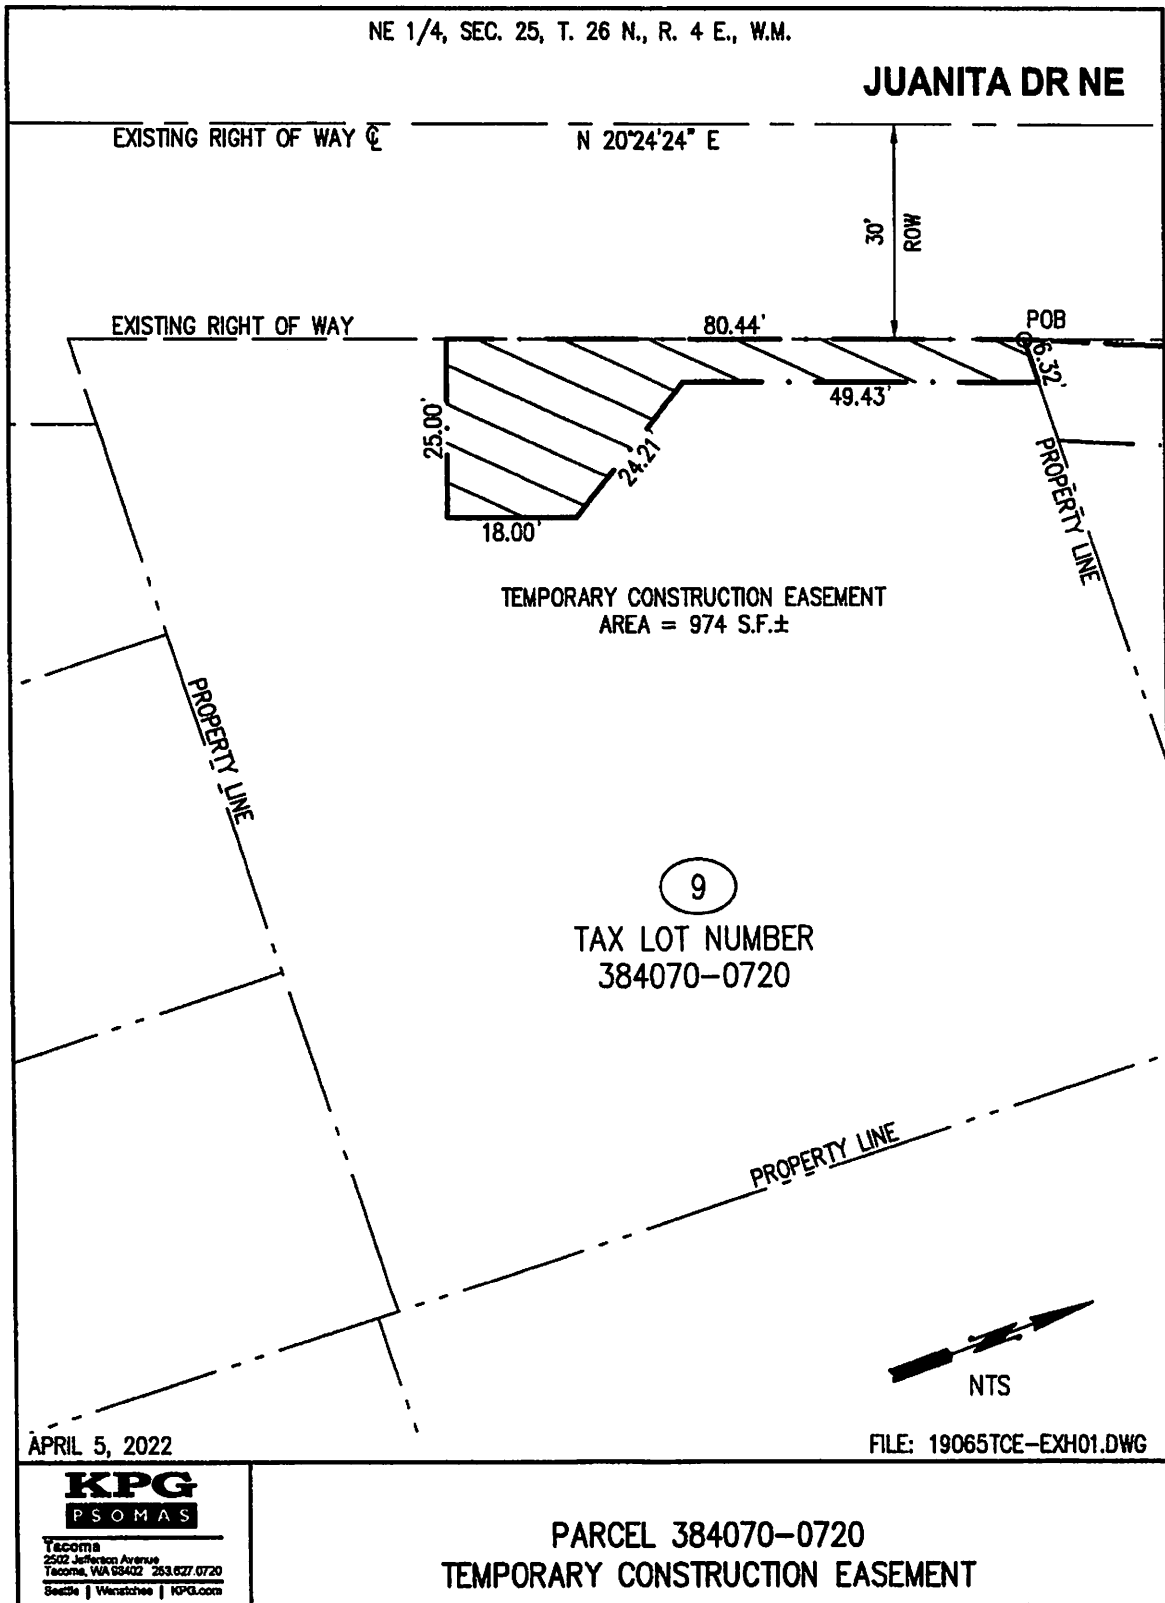 NE 1/4, SEC. 25, T. 26 N., R. 4 E., W.M.
JUANITA DR NE
EXISTING RIGHT OF WAY ℄
N 20°24'24" E
30'
ROW
EXISTING RIGHT OF WAY
80.44'
POB
6.32'
49.43'
25.00'
24.21'
18.00'
PROPERTY LINE
TEMPORARY CONSTRUCTION EASEMENT
AREA = 974 S.F.±
PROPERTY LINE
9
TAX LOT NUMBER
384070-0720
PROPERTY LINE
NTS
APRIL 5, 2022
FILE: 19065TCE-EXH01.DWG
KPG
PSOMAS
Tacoma
2502 Jefferson Avenue
Tacoma, WA 98402 253.627.0720
Seattle | Wenatchee | KPG.com
PARCEL 384070-0720
TEMPORARY CONSTRUCTION EASEMENT